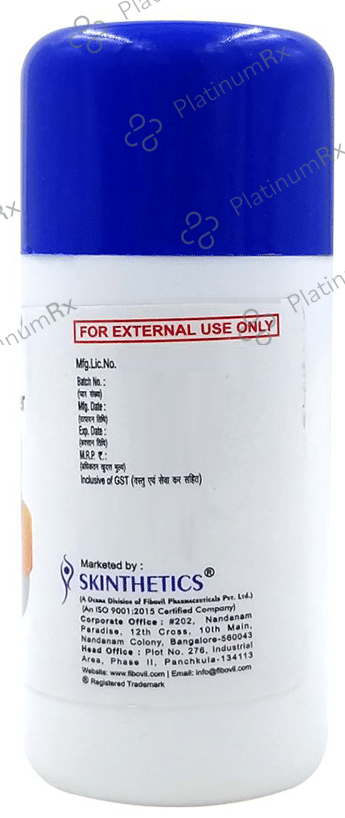 PlatinumRx
PlatinumRx
PlatinumRx
PlatinumRx
FOR EXTERNAL USE ONLY
Mfg.Lic.No.
Batch No. :
Mfg. Date :
Exp. Date :
M.R.P. ₹.:
(अधिकतम खुदरा मूल्य)
Inclusive of GST (वस्तु एवं सेवा कर सहित)
Marketed by :
SKINTHETICS®
(A Derma Division of Fibovil Pharmaceuticals Pvt. Ltd.)
(An ISO 9001:2015 Certified Company)
Corporate Office : #202, Nandanam
Paradise, 12th Cross, 10th Main,
Nandanam Colony, Bangalore-560043
Head Office : Plot No. 276, Industrial
Area, Phase II, Panchkula-134113
Website: www.fibovil.com | Email: info@fibovil.com
® Registered Trademark